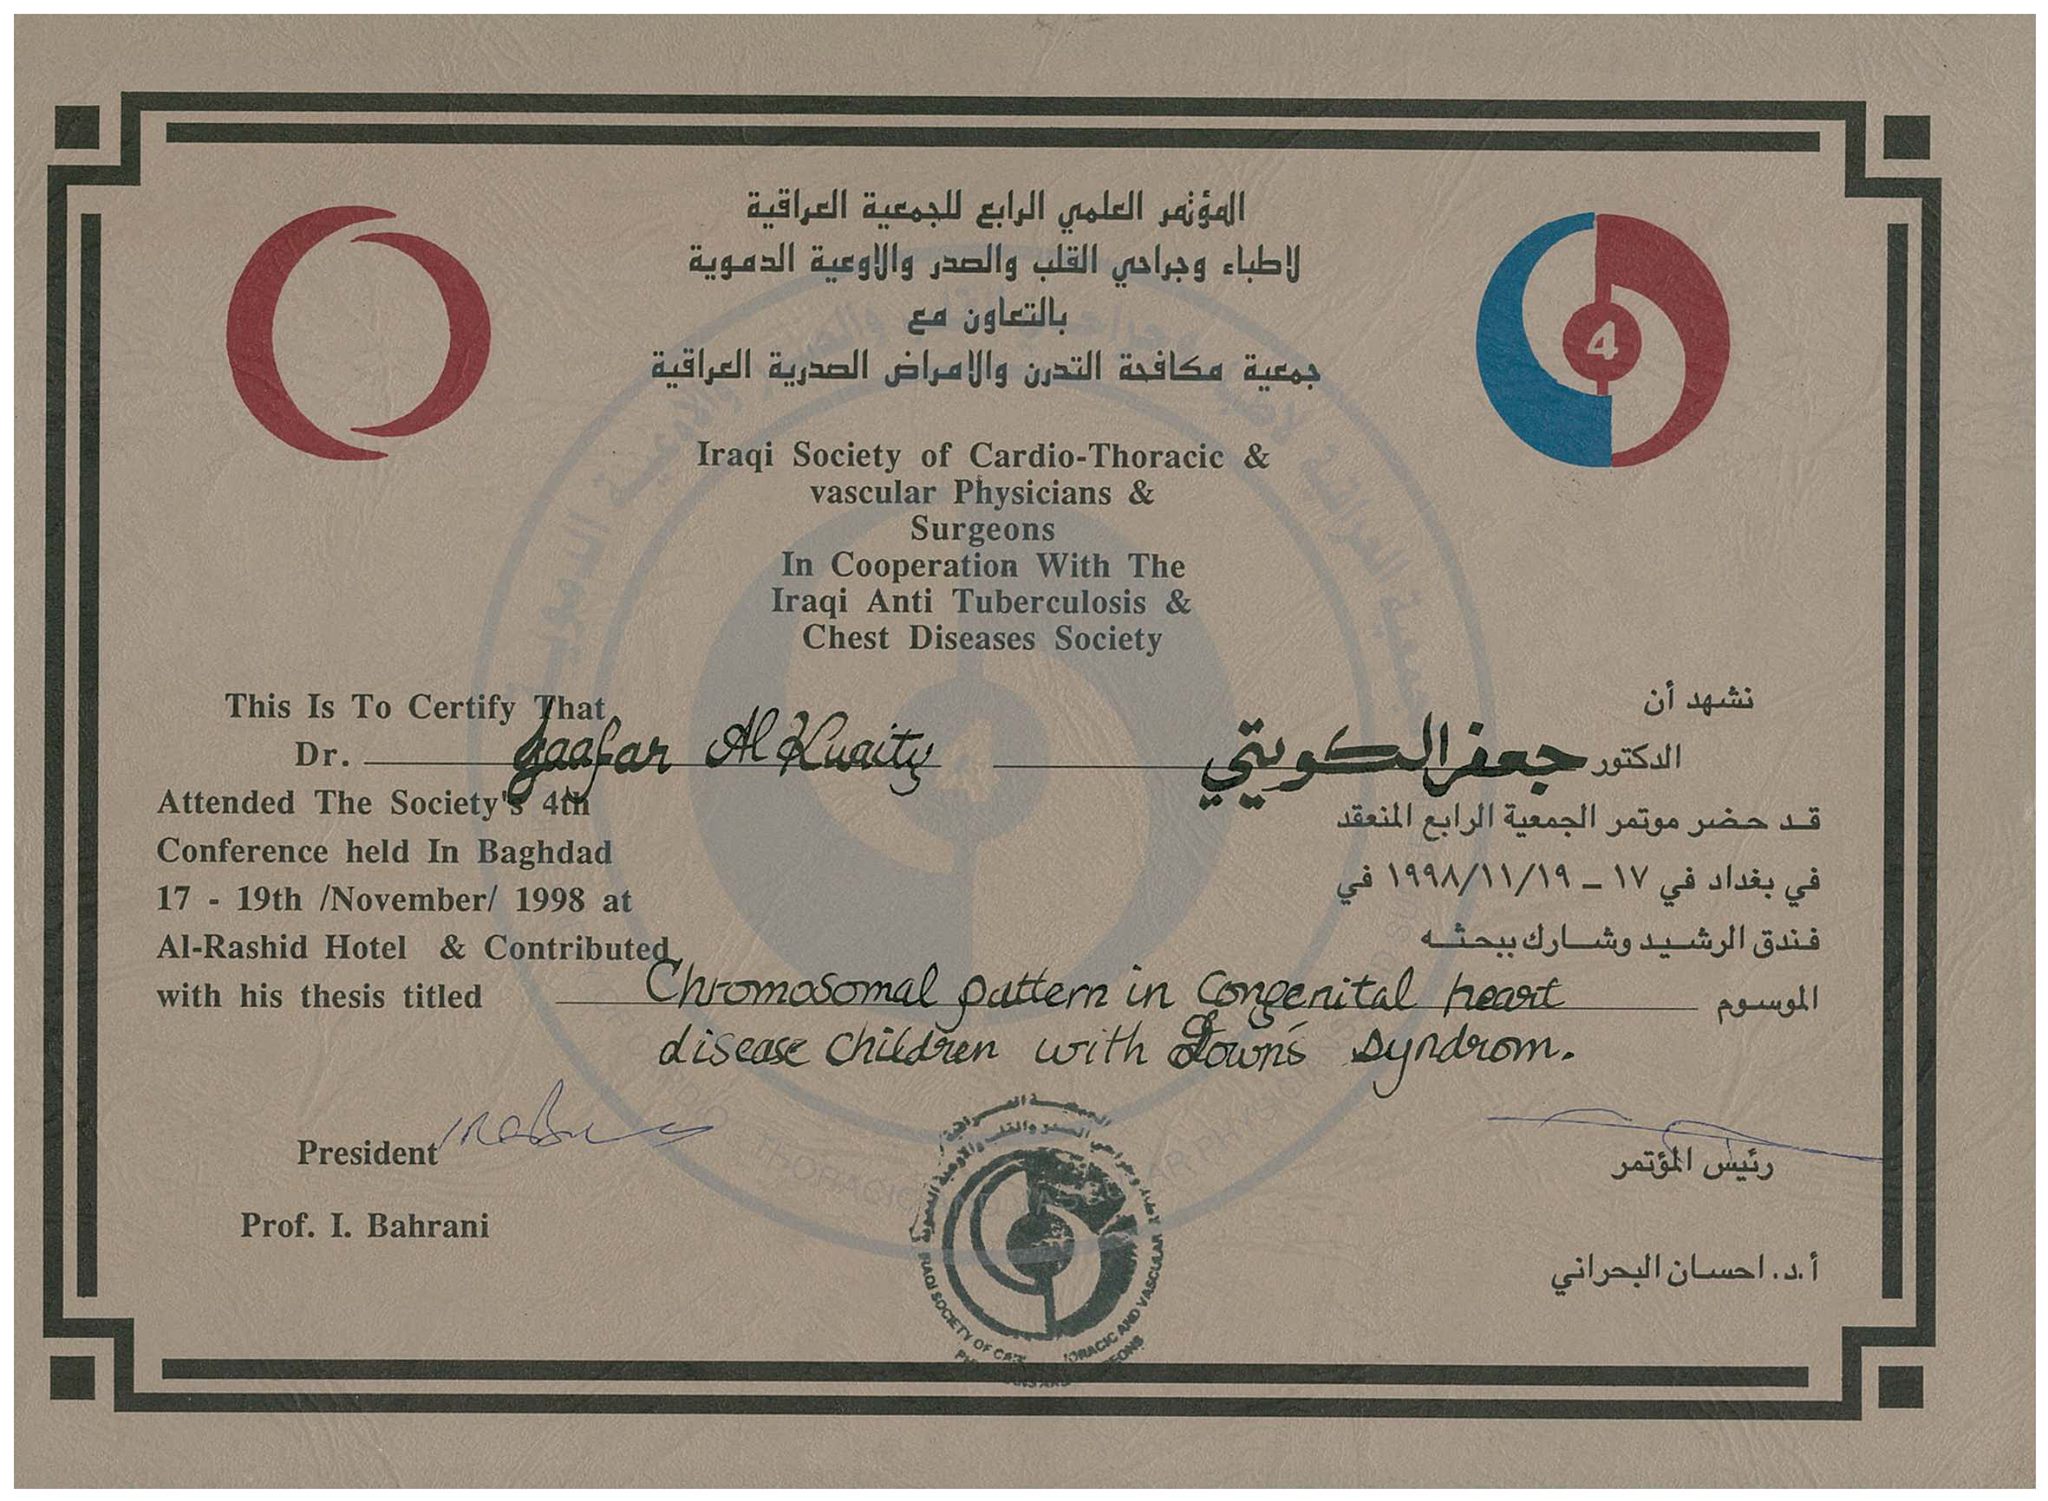 المؤتمر العلمي الرابع للجمعية العراقية
لاطباء وجراحي القلب والصدر والاوعية الدموية
بالتعاون مع
جمعية مكافحة التدرن والامراض الصدرية العراقية
4
Iraqi Society of Cardio-Thoracic &
vascular Physicians &
Surgeons
In Cooperation With The
Iraqi Anti Tuberculosis &
Chest Diseases Society
This Is To Certify That
Dr. Jaafar Al Kuaity
Attended The Society's 4th
Conference held In Baghdad
17 - 19th /November/ 1998 at
Al-Rashid Hotel & Contributed
with his thesis titled
نشهد أن
الدكتور جعفر الكويتي
قد حضر موتمر الجمعية الرابع المنعقد
في بغداد في ١٧ - ١٩٩٨/١١/١٩ في
فندق الرشيد وشارك ببحثه
الموسوم
Chromosomal pattern in congenital heart
disease children with Down's syndrom.
President
Prof. I. Bahrani
رئيس المؤتمر
أ.د. احسان البحراني
IRAQI SOCIETY OF AND VASCULAR